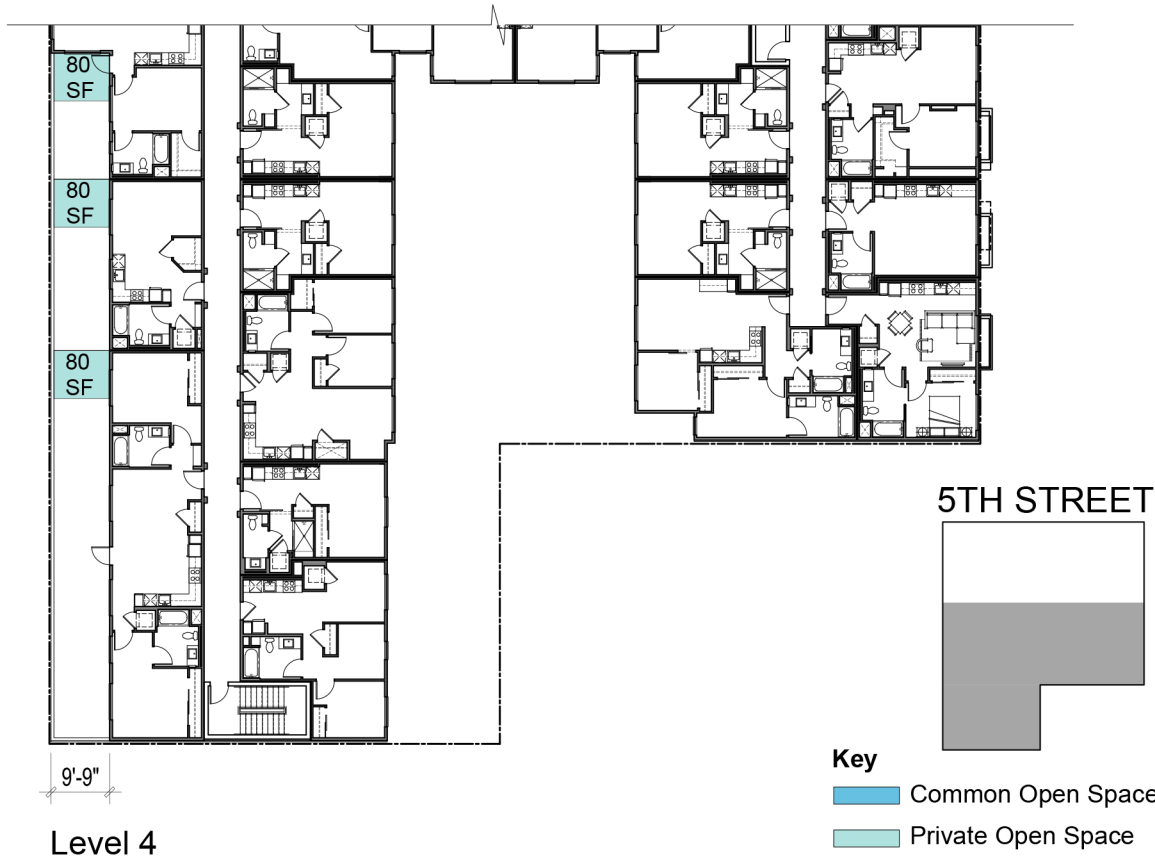 80
SF
80
SF
80
SF
5TH STREET
Key
Common Open Space
Private Open Space
9'-9"
Level 4